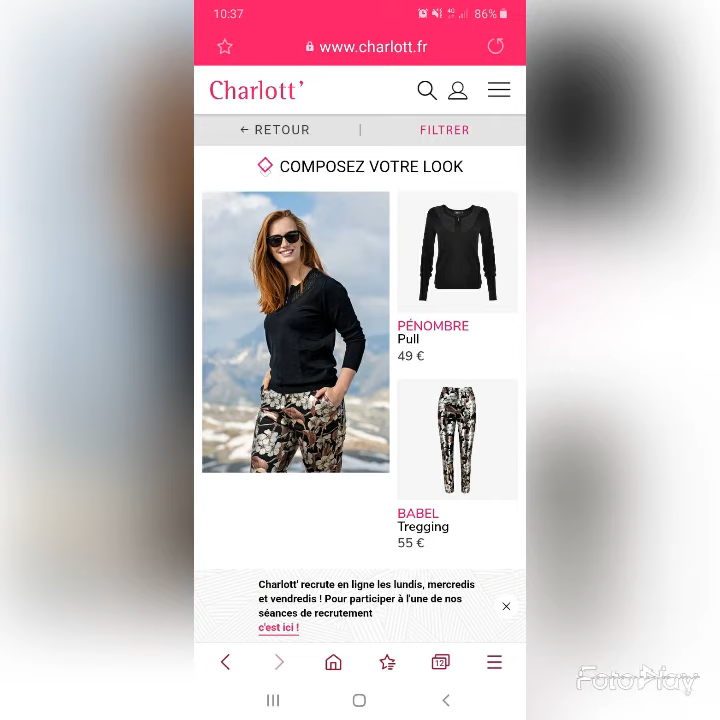 10:37
4G
86%
www.charlott.fr
Charlott’
← RETOUR | FILTRER
COMPOSEZ VOTRE LOOK
PÉNOMBRE
Pull
49 €
BABEL
Tregging
55 €
Charlott' recrute en ligne les lundis, mercredis
et vendredis ! Pour participer à l'une de nos
séances de recrutement
c'est ici !
12
FotoPlay